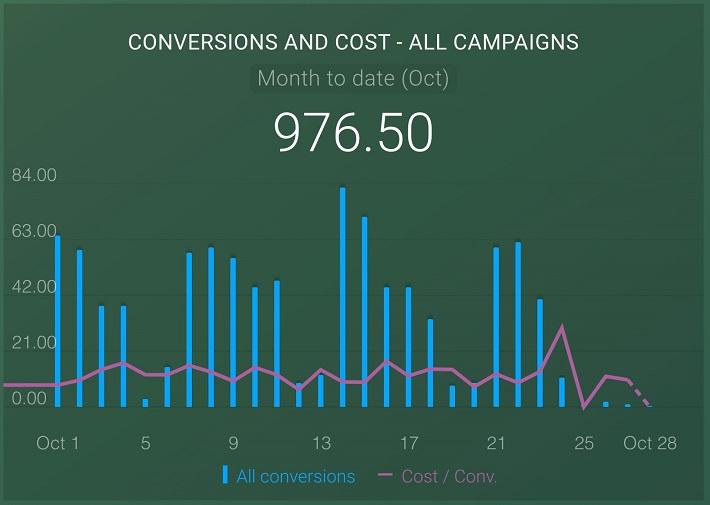 CONVERSIONS AND COST - ALL CAMPAIGNS
Month to date (Oct)
976.50
84.00
63.00
42.00
21.00
0.00
Oct 1 5 9 13 17 21 25 Oct 28
All conversions Cost / Conv.